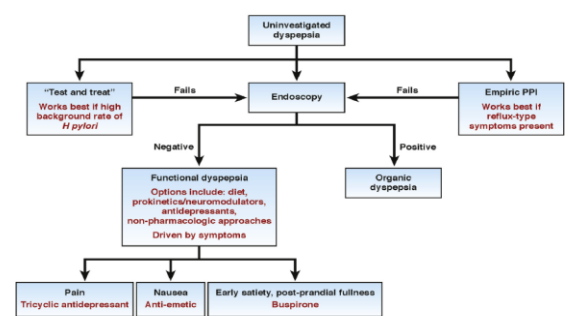 Uninvestigated
dyspepsia
"Test and treat"
Works best if high
background rate of
H pylori
Fails
Endoscopy
Fails
Empiric PPI
Works best if
reflux-type
symptoms present
Negative
Positive
Functional dyspepsia
Options include: diet,
prokinetics/neuromodulators,
antidepressants,
non-pharmacologic approaches
Driven by symptoms
Organic
dyspepsia
Pain
Tricyclic antidepressant
Nausea
Anti-emetic
Early satiety, post-prandial fullness
Buspirone